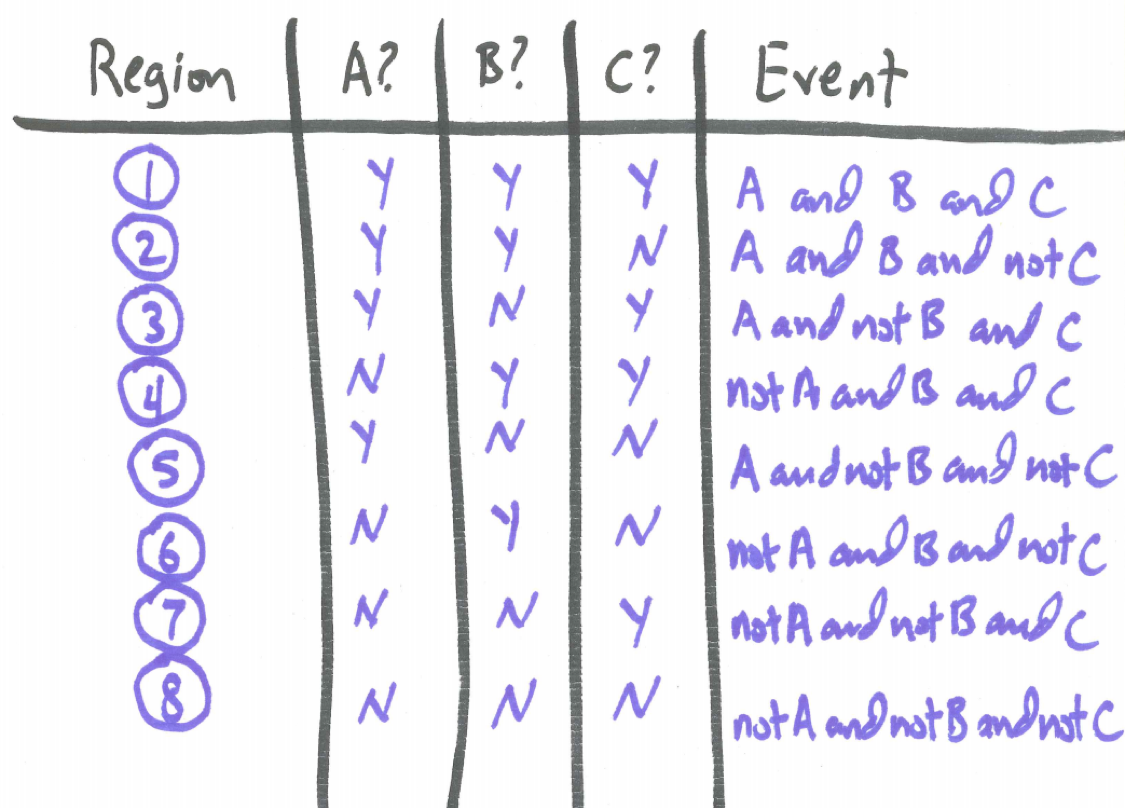 Region A? B? C? Event
1 Y Y Y A and B and C
2 Y Y N A and B and not C
3 Y N Y A and not B and C
4 N Y Y not A and B and C
5 Y N N A and not B and not C
6 N Y N not A and B and not C
7 N N Y not A and not B and C
8 N N N not A and not B and not C